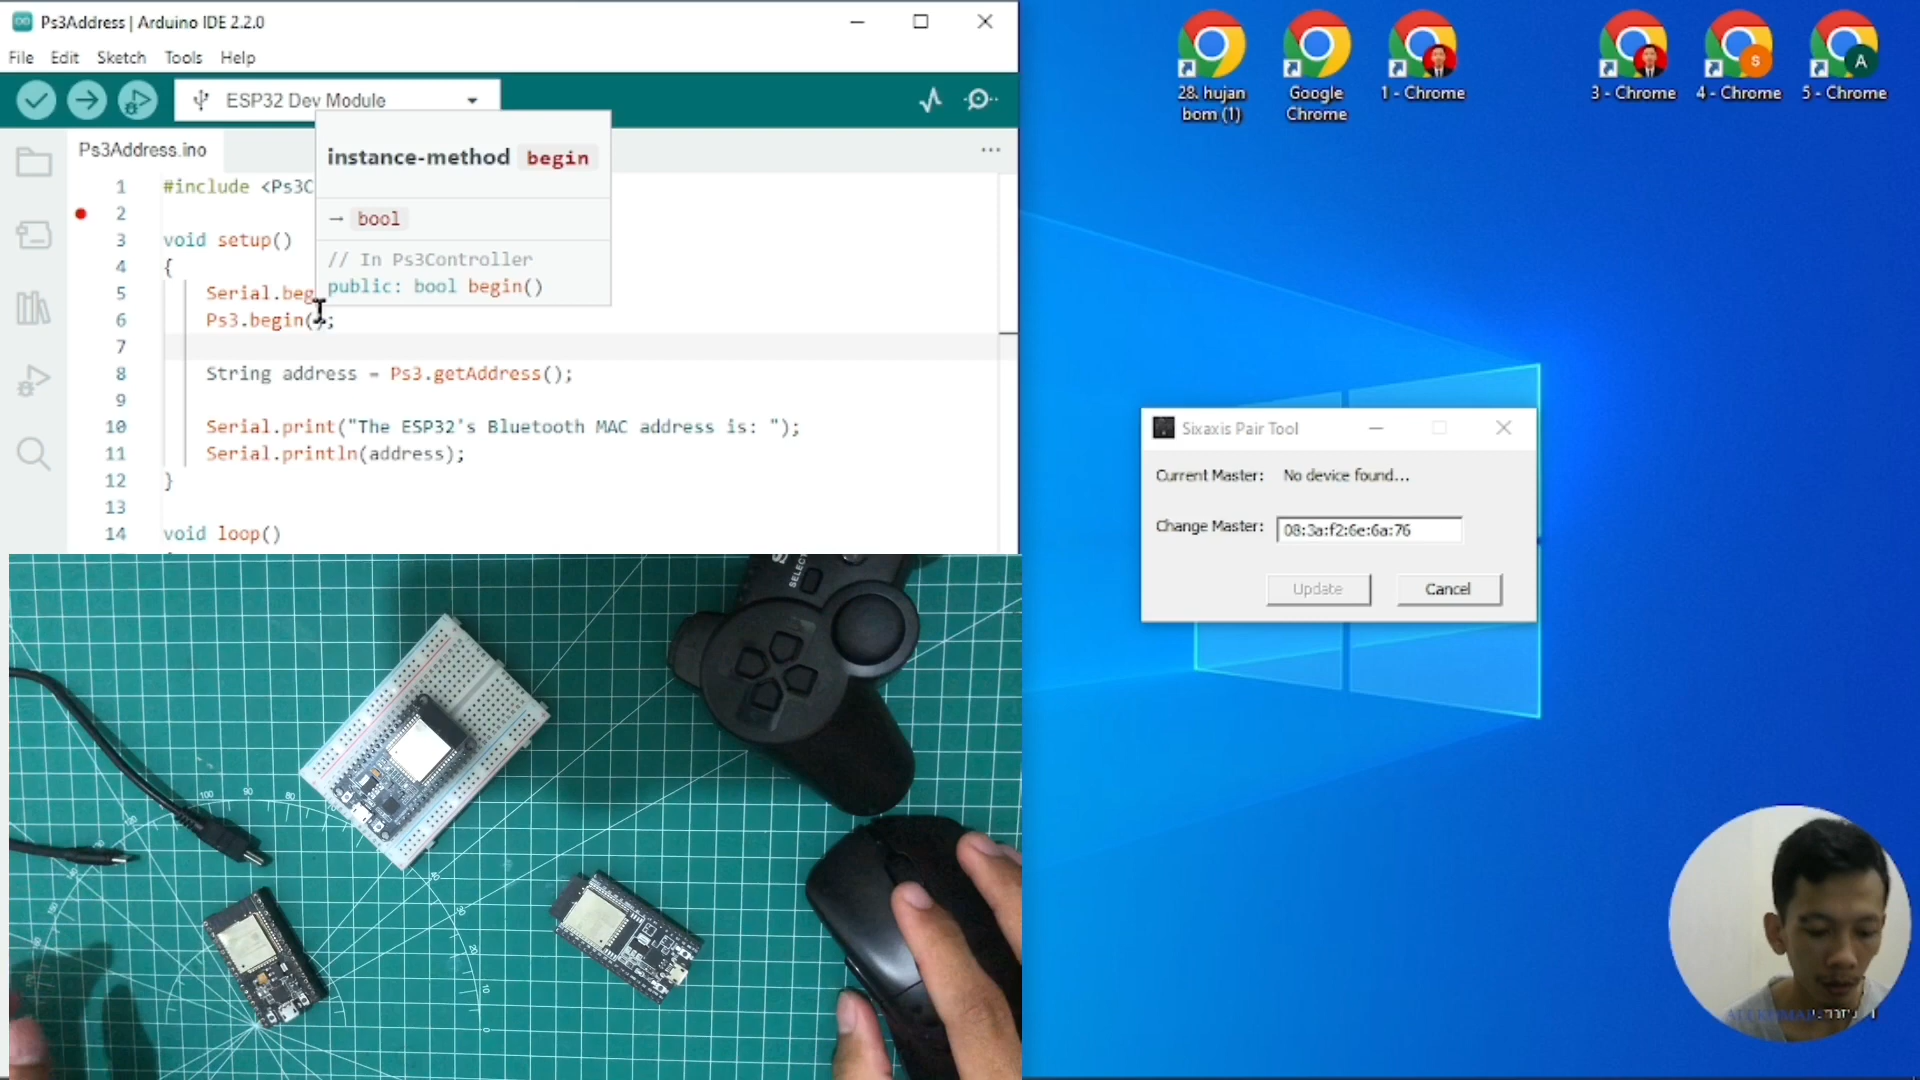 Ps3Address | Arduino IDE 2.2.0
File Edit Sketch Tools Help
ESP32 Dev Module
Ps3Address.ino
instance-method begin
→ bool
// In Ps3Controller
public: bool begin()
1 #include <Ps3C
2
3 void setup()
4 {
5 Serial.beg
6 Ps3.begin();
7
8 String address = Ps3.getAddress();
9
10 Serial.print("The ESP32's Bluetooth MAC address is: ");
11 Serial.println(address);
12 }
13
14 void loop()
28. hujan bom (1)
Google Chrome
1 - Chrome
3 - Chrome
4 - Chrome
5 - Chrome
S
A
Sixaxis Pair Tool
Current Master: No device found...
Change Master: 08:3a:f2:6e:6a:76
Update Cancel
SELECT
100 90 80